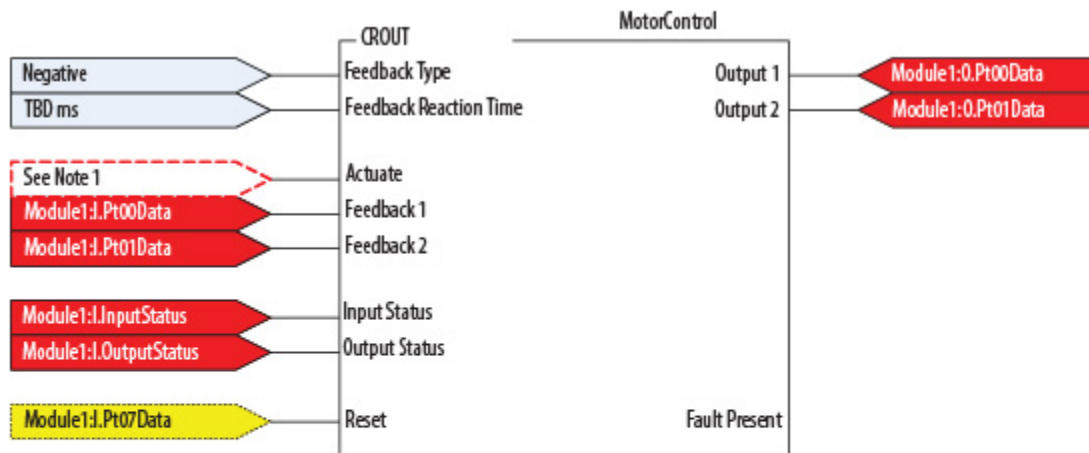 MotorControl
CROUT
Negative
Feedback Type
Output 1
Module1:O.Pt00Data
TBD ms
Feedback Reaction Time
Output 2
Module1:O.Pt01Data
See Note 1
Actuate
Module1:I.Pt00Data
Feedback 1
Module1:I.Pt01Data
Feedback 2
Module1:I.InputStatus
Input Status
Module1:I.OutputStatus
Output Status
Module1:I.Pt07Data
Reset
Fault Present